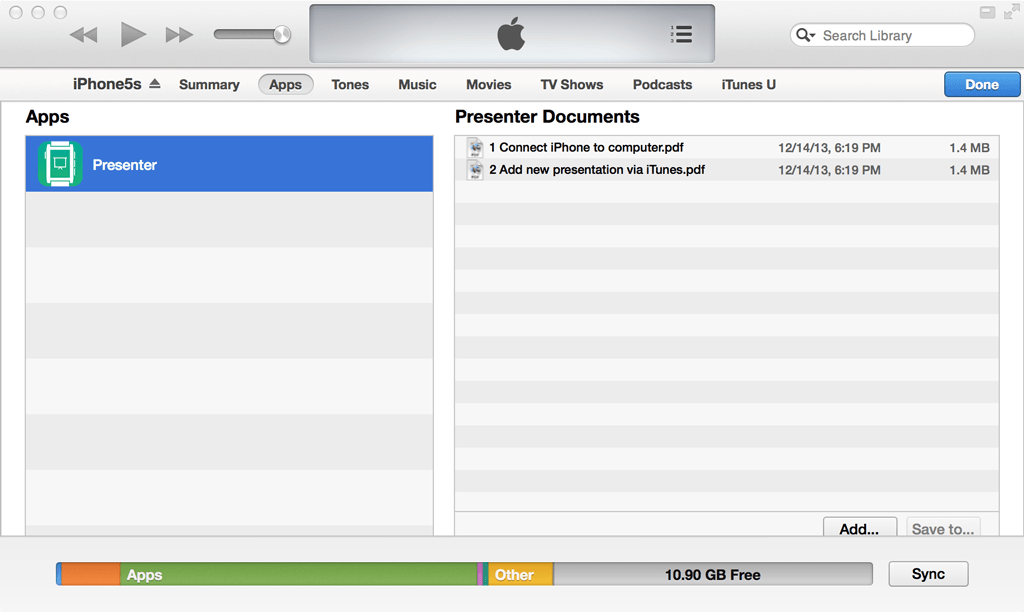 Search Library
iPhone5s Summary Apps Tones Music Movies TV Shows Podcasts iTunes U Done
Apps
Presenter
Presenter Documents
1 Connect iPhone to computer.pdf 12/14/13, 6:19 PM 1.4 MB
2 Add new presentation via iTunes.pdf 12/14/13, 6:19 PM 1.4 MB
Add... Save to...
Apps Other 10.90 GB Free Sync